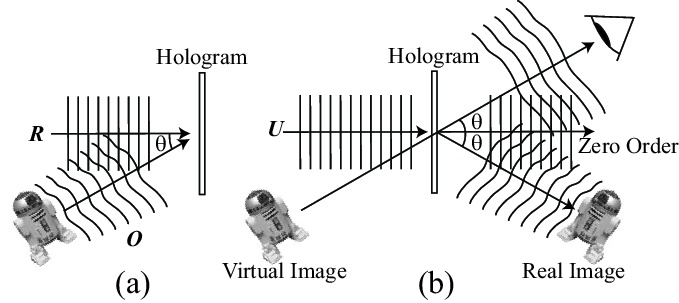 Hologram
R
θ
O
(a)
Hologram
U
θ
θ
Zero Order
Virtual Image
Real Image
(b)